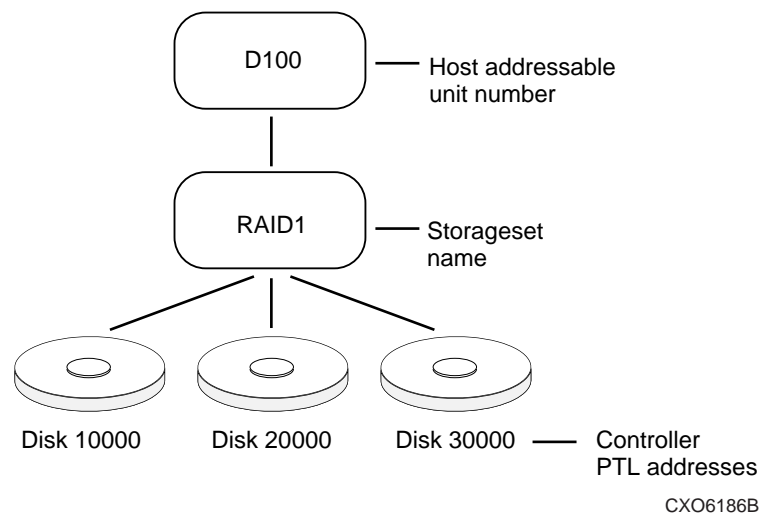 D100
Host addressable
unit number
RAID1
Storageset
name
Disk 10000
Disk 20000
Disk 30000
Controller
PTL addresses
CXO6186B